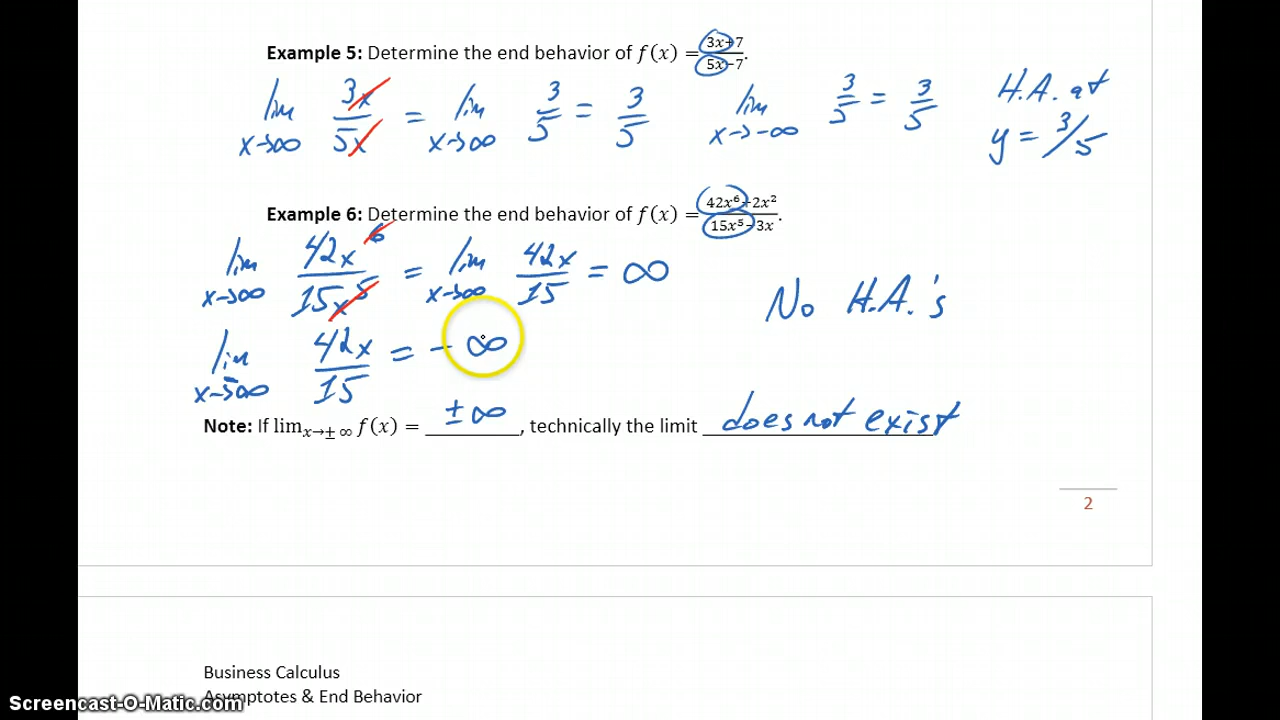 Example 5: Determine the end behavior of f(x) = 3x+7 / 5x−7.
lim x→∞ 3x/5x = lim x→∞ 3/5 = 3/5 lim x→−∞ 3/5 = 3/5 H.A. at
y = 3/5
Example 6: Determine the end behavior of f(x) = 42x⁶+2x² / 15x⁵−3x.
lim x→∞ 42x⁶/15x⁵ = lim x→∞ 42x/15 = ∞
No H.A.'s
lim x→−∞ 42x/15 = −∞
Note: If lim x→±∞ f(x) = ±∞, technically the limit does not exist
2
Business Calculus
Asymptotes & End Behavior
Screencast-O-Matic.com